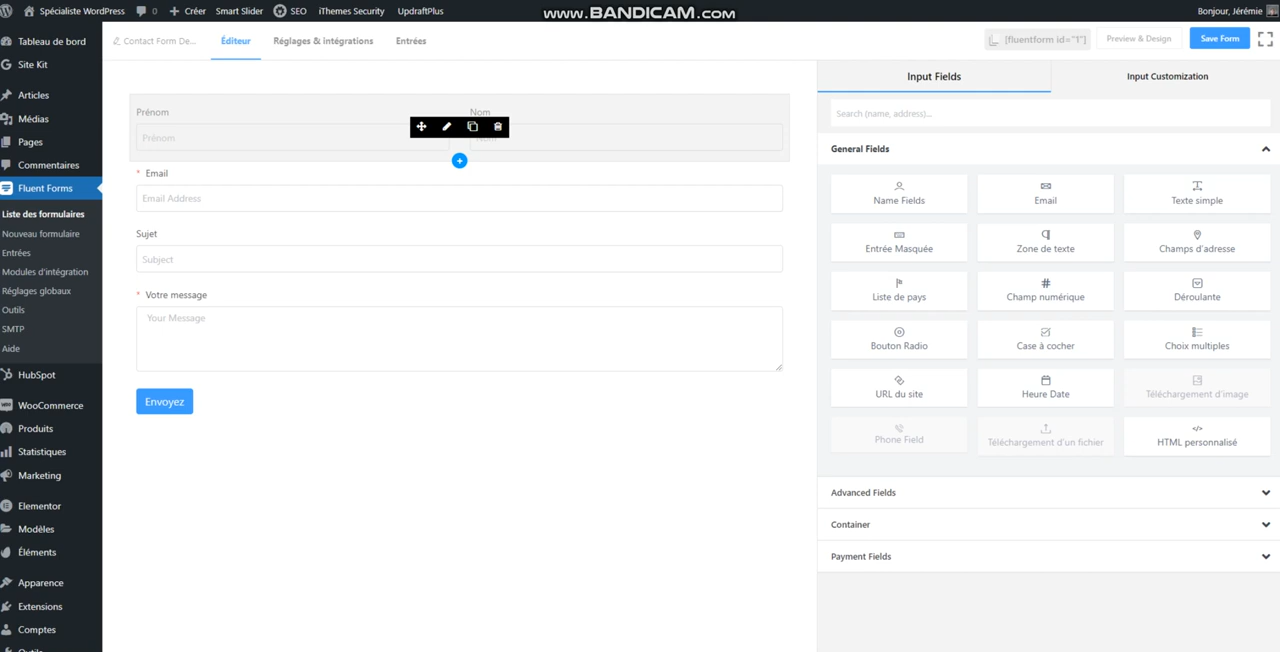 Spécialiste WordPress
0
Créer
Smart Slider
SEO
iThemes Security
UpdraftPlus
www.BANDICAM.com
Bonjour, Jérémie
Tableau de bord
Site Kit
Articles
Médias
Pages
Commentaires
Fluent Forms
Liste des formulaires
Nouveau formulaire
Entrées
Modules d'intégration
Réglages globaux
Outils
SMTP
Aide
HubSpot
WooCommerce
Produits
Statistiques
Marketing
Elementor
Modèles
Éléments
Apparence
Extensions
Comptes
Contact Form De...
Éditeur
Réglages & intégrations
Entrées
[fluentform id="1"]
Preview & Design
Save Form
Prénom
Nom
Prénom
* Email
Email Address
Sujet
Subject
* Votre message
Your Message
Envoyez
Input Fields
Input Customization
Search (name, address)...
General Fields
Name Fields
Email
Texte simple
Entrée Masquée
Zone de texte
Champs d'adresse
Liste de pays
Champ numérique
Déroulante
Bouton Radio
Case à cocher
Choix multiples
URL du site
Heure Date
Téléchargement d'image
Phone Field
Téléchargement d'un fichier
HTML personnalisé
Advanced Fields
Container
Payment Fields